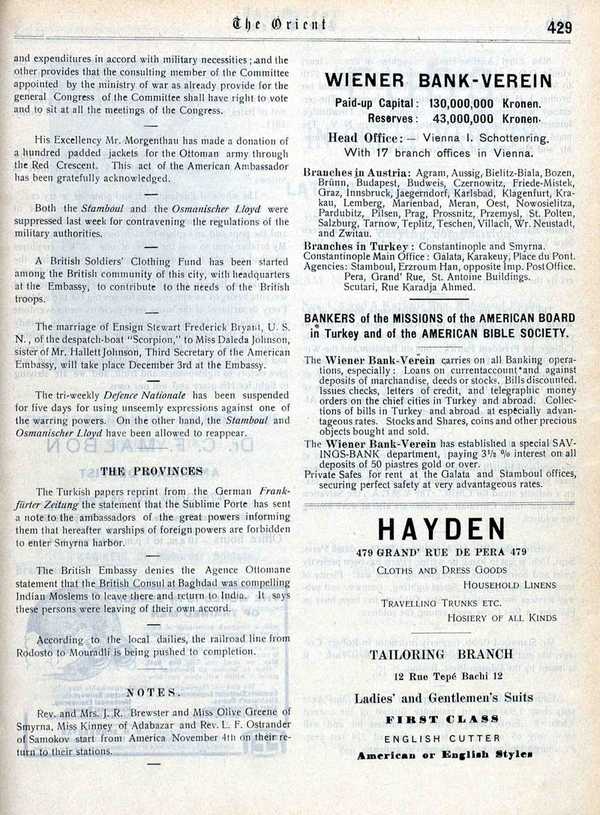 The Orient
429
and expenditures in accord with military necessities; and the
other provides that the consulting member of the Committee
appointed by the ministry of war as already provide for the
general Congress of the Committee shall have right to vote
and to sit at all the meetings of the Congress.
His Excellency Mr. Morgenthau has made a donation of
a hundred padded jackets for the Ottoman army through
the Red Crescent. This act of the American Ambassador
has been gratefully acknowledged.
Both the Stamboul and the Osmanischer Lloyd were
suppressed last week for contravening the regulations of the
military authorities.
A British Soldiers' Clothing Fund has been started
among the British community of this city, with headquarters
at the Embassy, to contribute to the needs of the British
troops.
The marriage of Ensign Stewart Frederick Bryant, U. S.
N., of the despatch-boat "Scorpion," to Miss Daleda Johnson,
sister of Mr. Hallett Johnson, Third Secretary of the American
Embassy, will take place December 3rd at the Embassy.
The tri-weekly Defence Nationale has been suspended
for five days for using unseemly expressions against one of
the warring powers. On the other hand, the Stamboul and
Osmanischer Lloyd have been allowed to reappear.
THE PROVINCES
The Turkish papers reprint from the German Frank-
fürter Zeitung the statement that the Sublime Porte has sent
a note to the ambassadors of the great powers informing
them that hereafter warships of foreign powers are forbidden
to enter Smyrna harbor.
The British Embassy denies the Agence Ottomane
statement that the British Consul at Baghdad was compelling
Indian Moslems to leave there and return to India. It says
these persons were leaving of their own accord.
According to the local dailies, the railroad line from
Rodosto to Mouradli is being pushed to completion.
NOTES.
Rev. and Mrs. J. R. Brewster and Miss Olive Greene of
Smyrna, Miss Kinney of Adabazar and Rev. L. F. Ostrander
of Samokov start from America November 4th on their re-
turn to their stations.
WIENER BANK-VEREIN
Paid-up Capital: 130,000,000 Kronen.
Reserves: 43,000,000 Kronen.
Head Office: — Vienna I. Schottenring.
With 17 branch offices in Vienna.
Branches in Austria: Agram, Aussig, Bielitz-Biala, Bozen,
Brünn, Budapest, Budweis, Czernowitz, Friede-Mistek,
Graz, Innsbruck, Jaegerndorf, Karlsbad, Klagenfurt, Kra-
kau, Lemberg, Marienbad, Meran, Oest, Nowosielitza,
Pardubitz, Pilsen, Prag, Prossnitz, Przemysl, St. Polten,
Salzburg, Tarnow, Teplitz, Teschen, Villach, Wr. Neustadt,
and Zwitau.
Branches in Turkey: Constantinople and Smyrna.
Constantinople Main Office: Galata, Karakeuy, Place du Pont.
Agencies: Stamboul, Erzroum Han, opposite Imp. Post Office.
Pera, Grand' Rue, St. Antoine Buildings.
Scutari, Rue Karadja Ahmed.
BANKERS of the MISSIONS of the AMERICAN BOARD
in Turkey and of the AMERICAN BIBLE SOCIETY.
The Wiener Bank-Verein carries on all Banking opera-
tions, especially: Loans on currentaccount and against
deposits of marchandise, deeds or stocks. Bills discounted.
Issues checks, letters of credit, and telegraphic money
orders on the chief cities in Turkey and abroad. Collec-
tions of bills in Turkey and abroad at especially advan-
tageous rates. Stocks and Shares, coins and other precious
objects bought and sold.
The Wiener Bank-Verein has established a special SAV-
INGS-BANK department, paying 3½ % interest on all
deposits of 50 piastres gold or over.
Private Safes for rent at the Galata and Stamboul offices,
securing perfect safety at very advantageous rates.
HAYDEN
479 GRAND' RUE DE PERA 479
CLOTHS AND DRESS GOODS
HOUSEHOLD LINENS
TRAVELLING TRUNKS ETC.
HOSIERY OF ALL KINDS
TAILORING BRANCH
12 Rue Tepé Bachi 12
Ladies' and Gentlemen's Suits
FIRST CLASS
ENGLISH CUTTER
American or English Styles